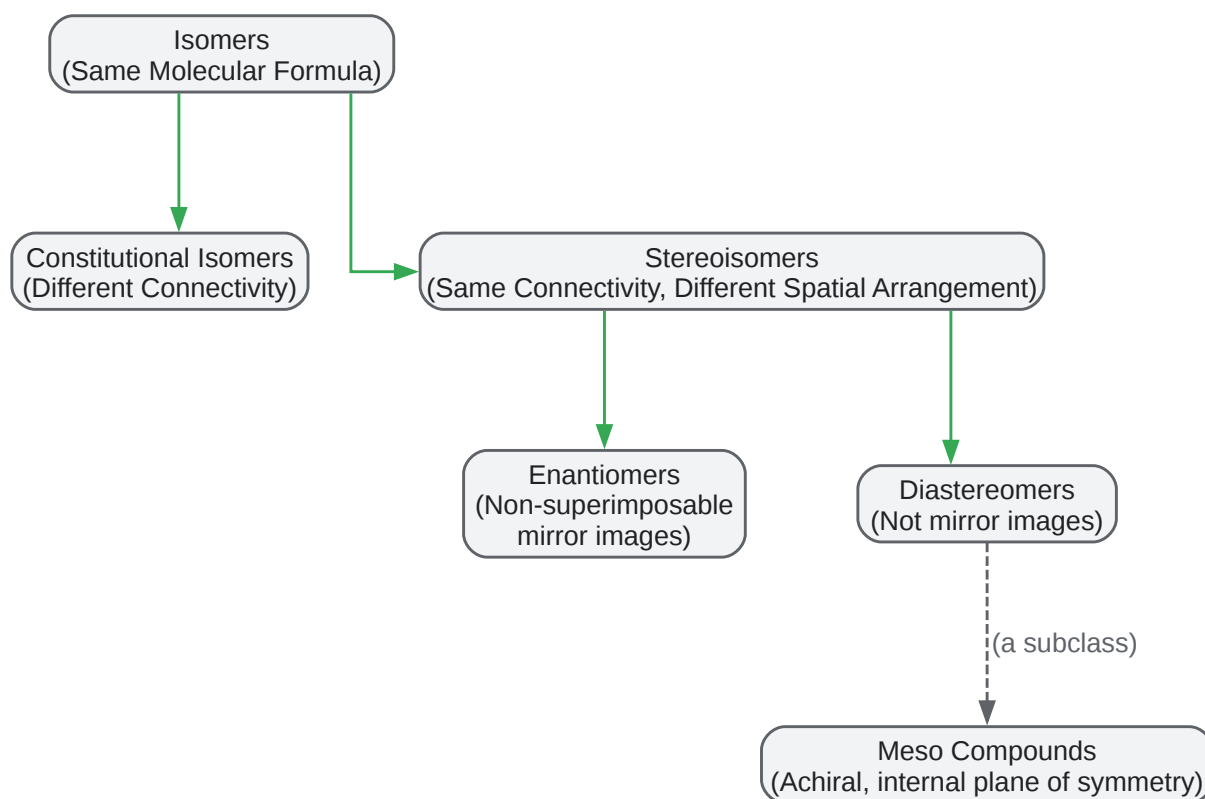 Isomers
(Same Molecular Formula)
Constitutional Isomers
(Different Connectivity)
Stereoisomers
(Same Connectivity, Different Spatial Arrangement)
Enantiomers
(Non-superimposable
mirror images)
Diastereomers
(Not mirror images)
(a subclass)
Meso Compounds
(Achiral, internal plane of symmetry)